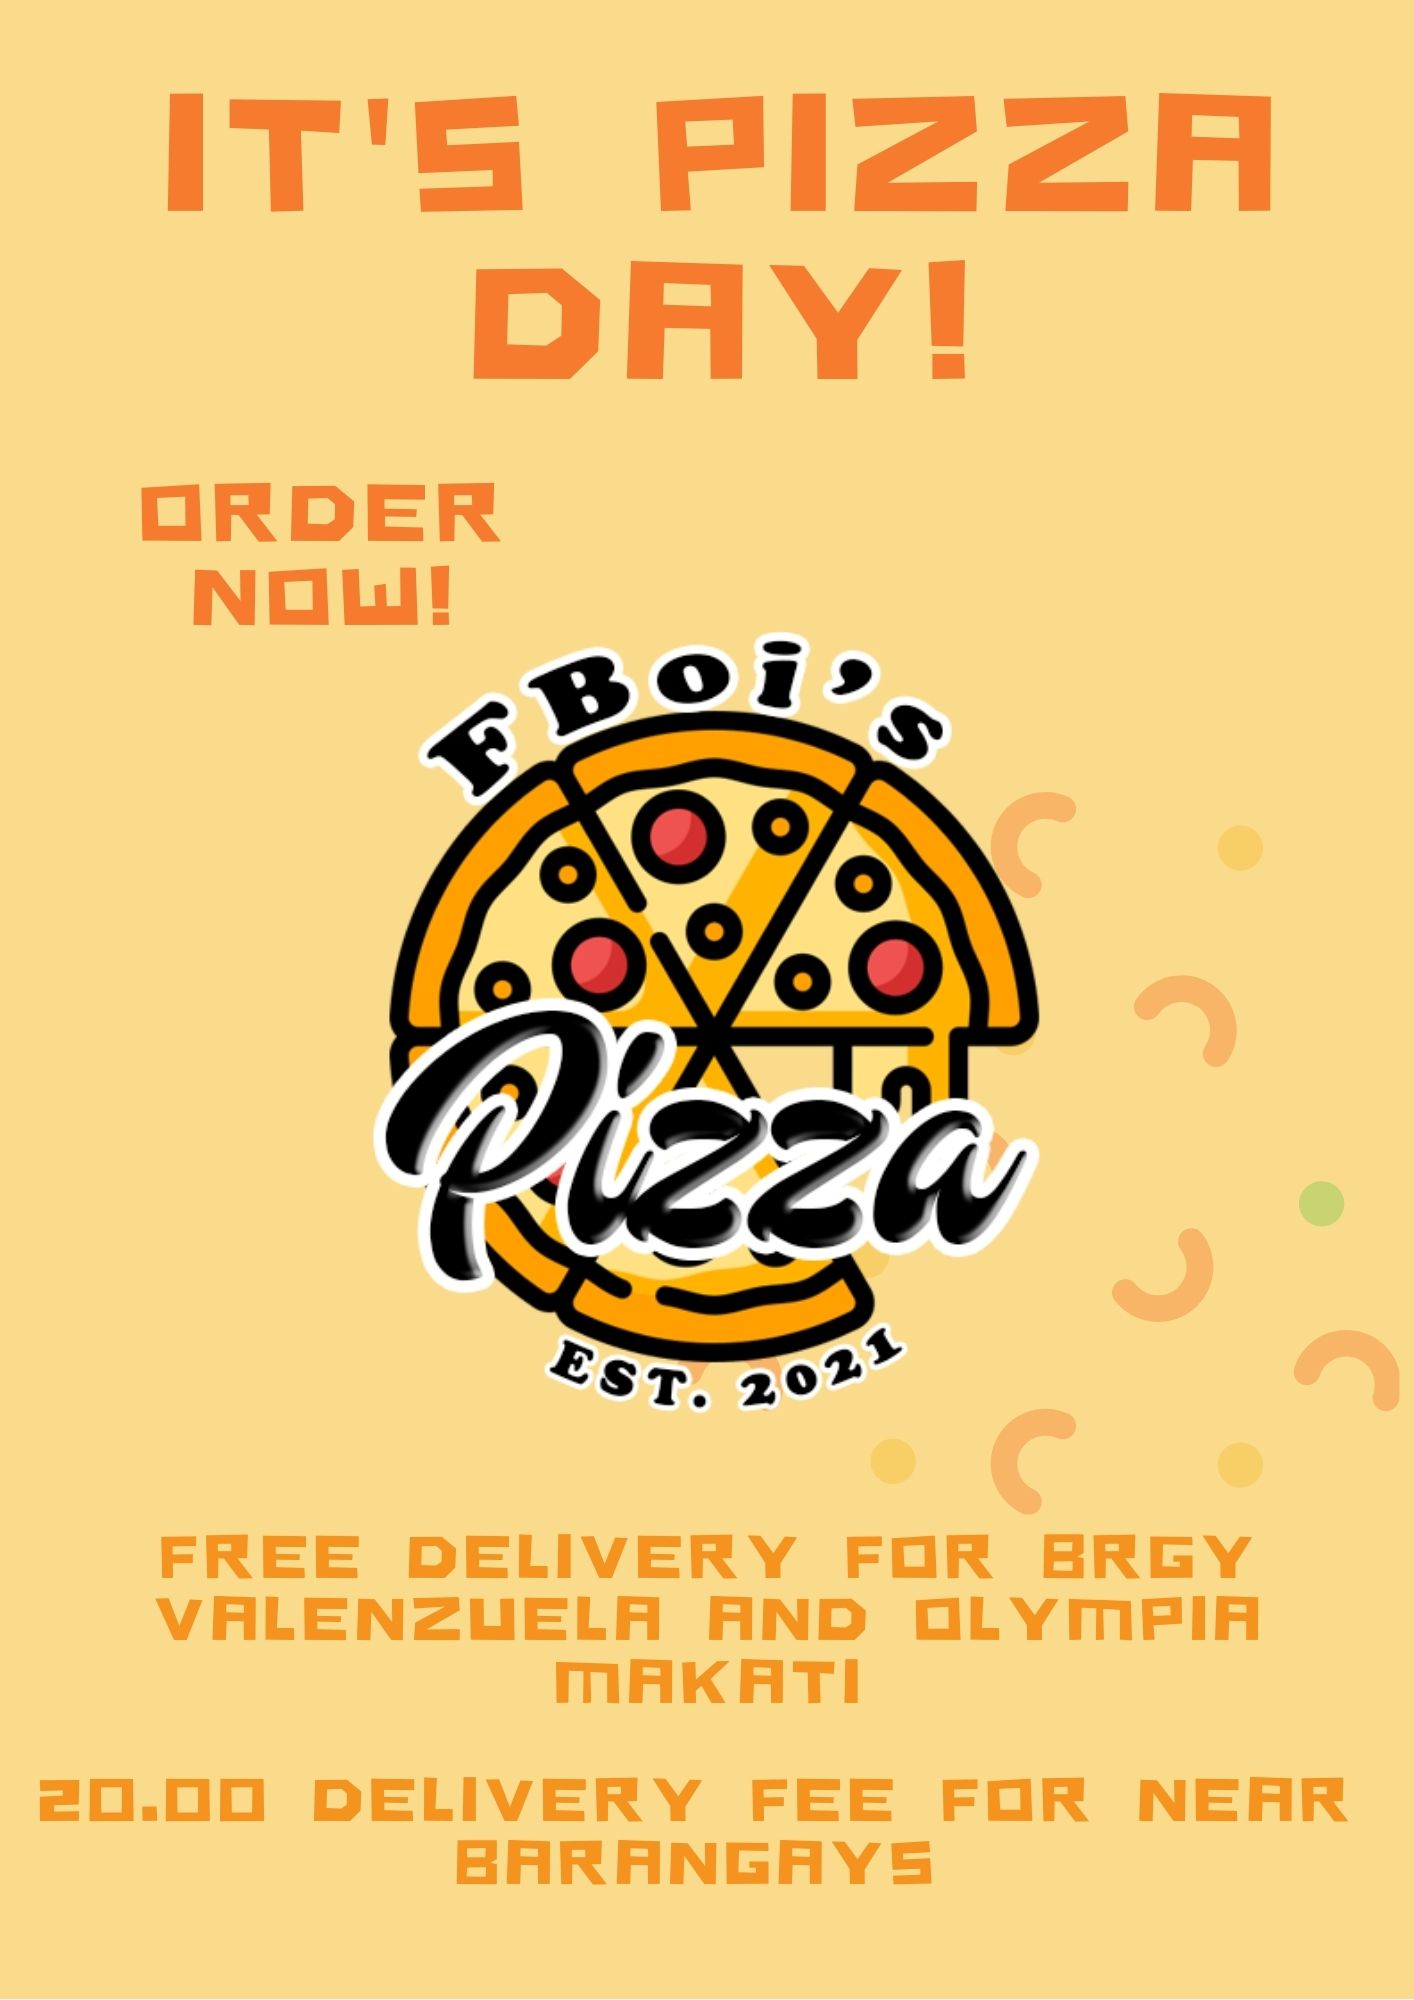 IT'S PIZZA
DAY!
ORDER
NOW!
FBoi's
Pizza
EST. 2021
FREE DELIVERY FOR BRGY
VALENZUELA AND OLYMPIA
MAKATI
20.00 DELIVERY FEE FOR NEAR
BARANGAYS